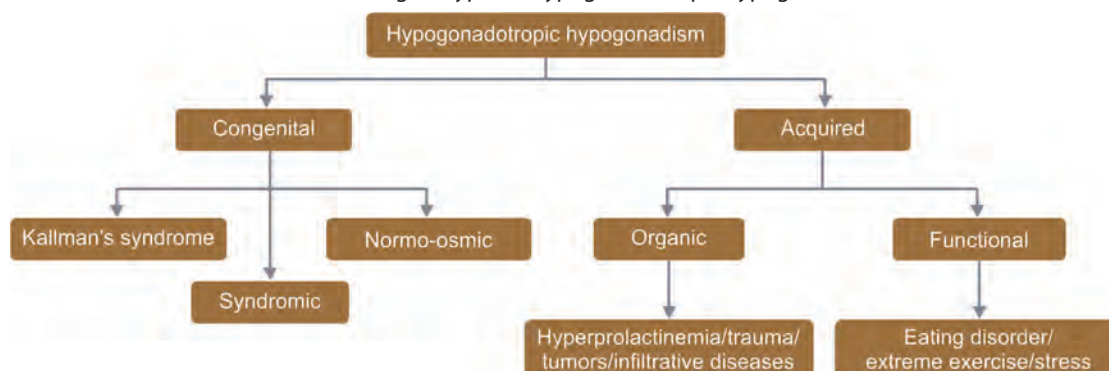 Hypogonadotropic hypogonadism
Congenital
Acquired
Kallman's syndrome
Normo-osmic
Organic
Functional
Syndromic
Hyperprolactinemia/trauma/
tumors/infiltrative diseases
Eating disorder/
extreme exercise/stress